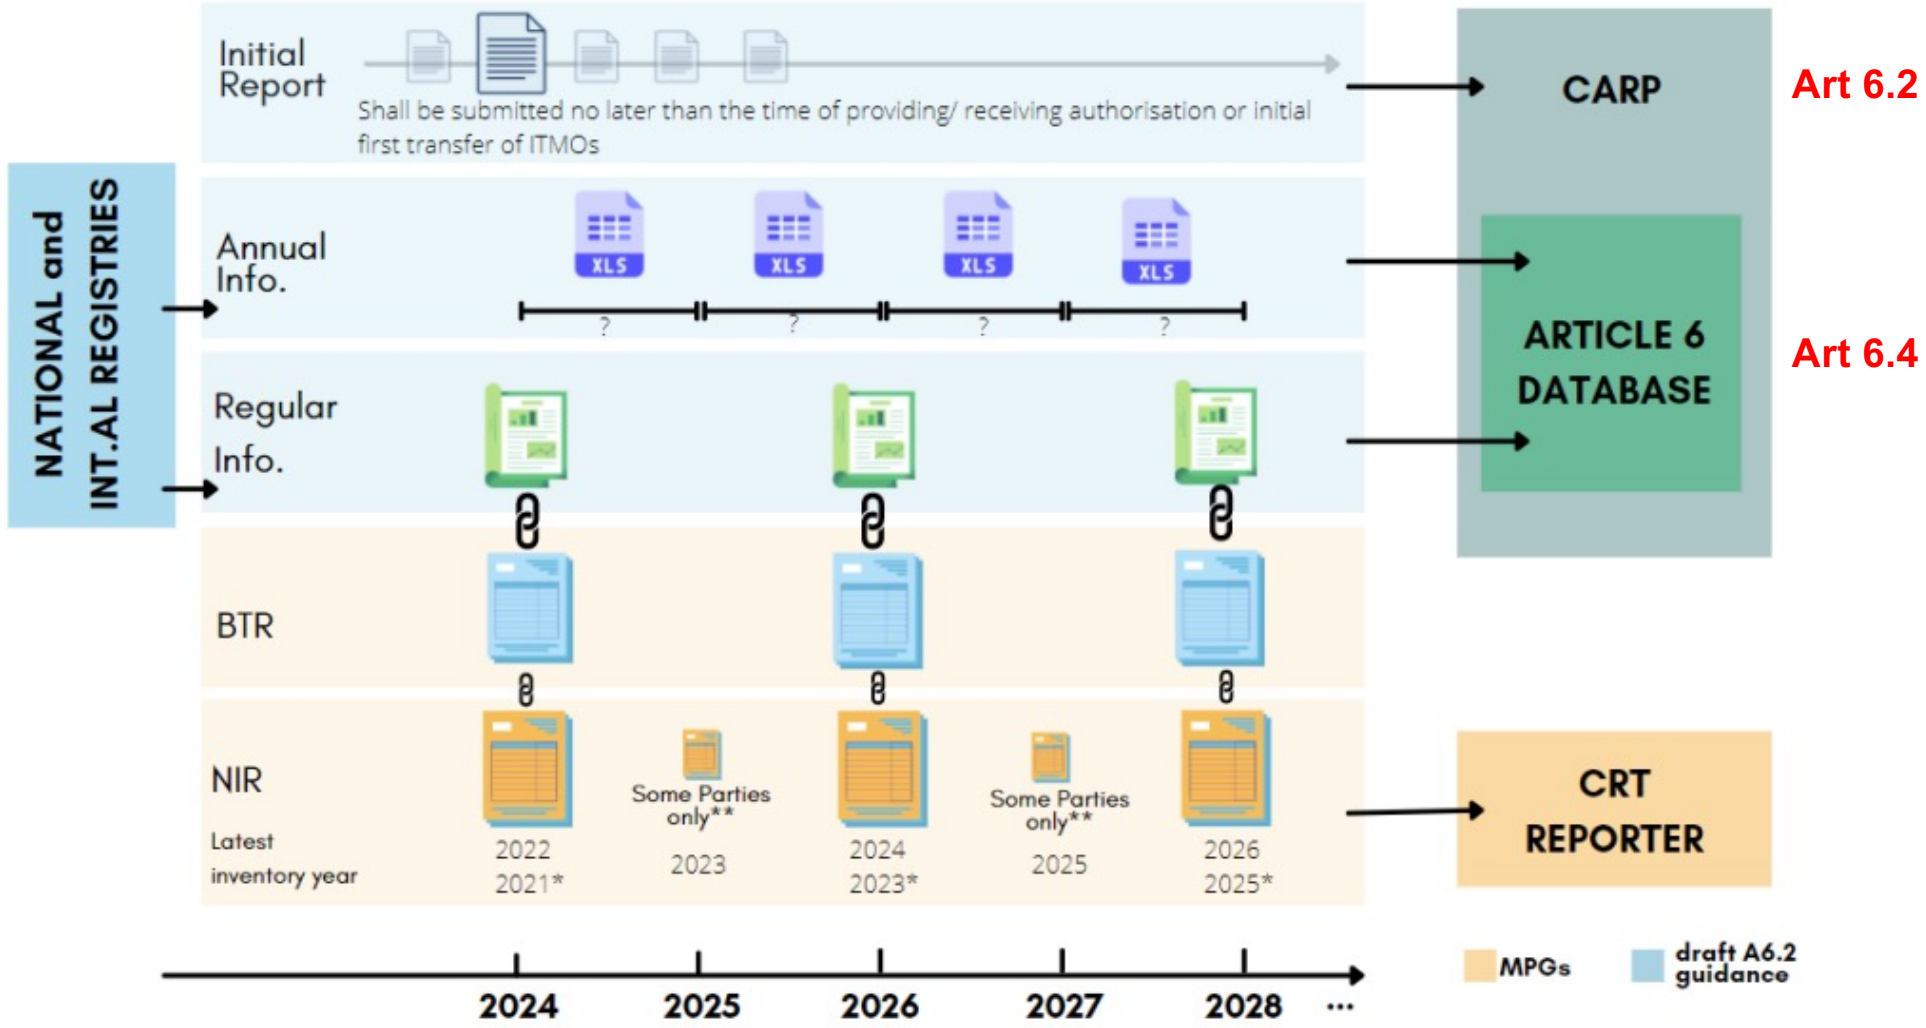 Initial
Report
Shall be submitted no later than the time of providing/ receiving authorisation or initial
first transfer of ITMOs
CARP
Art 6.2
NATIONAL and
INT.AL REGISTRIES
Annual
Info.
XLS
XLS
XLS
XLS
?
?
?
?
ARTICLE 6
DATABASE
Art 6.4
Regular
Info.
BTR
NIR
Some Parties
only**
Some Parties
only**
Latest
inventory year
2022
2021*
2023
2024
2023*
2025
2026
2025*
CRT
REPORTER
MPGs
draft A6.2
guidance
2024
2025
2026
2027
2028
...